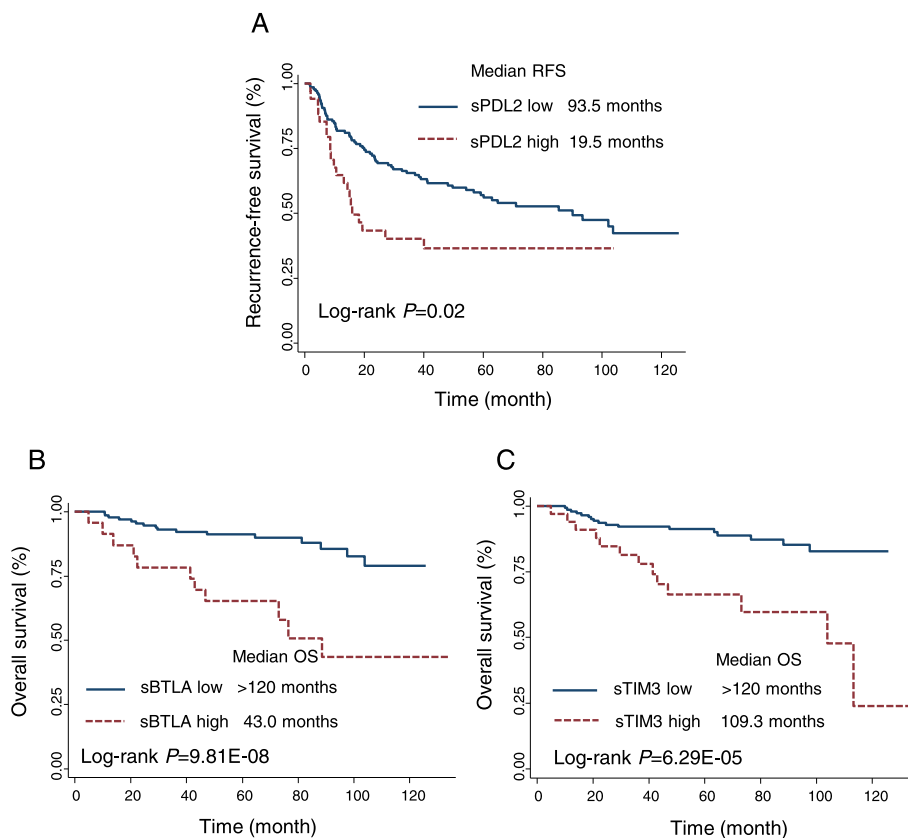 A
Median RFS
sPDL2 low 93.5 months
sPDL2 high 19.5 months
Recurrence-free survival (%)
1.00
0.75
0.50
0.25
0.00
Log-rank P=0.02
0 20 40 60 80 100 120
Time (month)
B
Overall survival (%)
1.00
0.75
0.50
0.25
0.00
Median OS
sBTLA low >120 months
sBTLA high 43.0 months
Log-rank P=9.81E-08
0 20 40 60 80 100 120
Time (month)
C
Overall survival (%)
1.00
0.75
0.50
0.25
0.00
Median OS
sTIM3 low >120 months
sTIM3 high 109.3 months
Log-rank P=6.29E-05
0 20 40 60 80 100 120
Time (month)